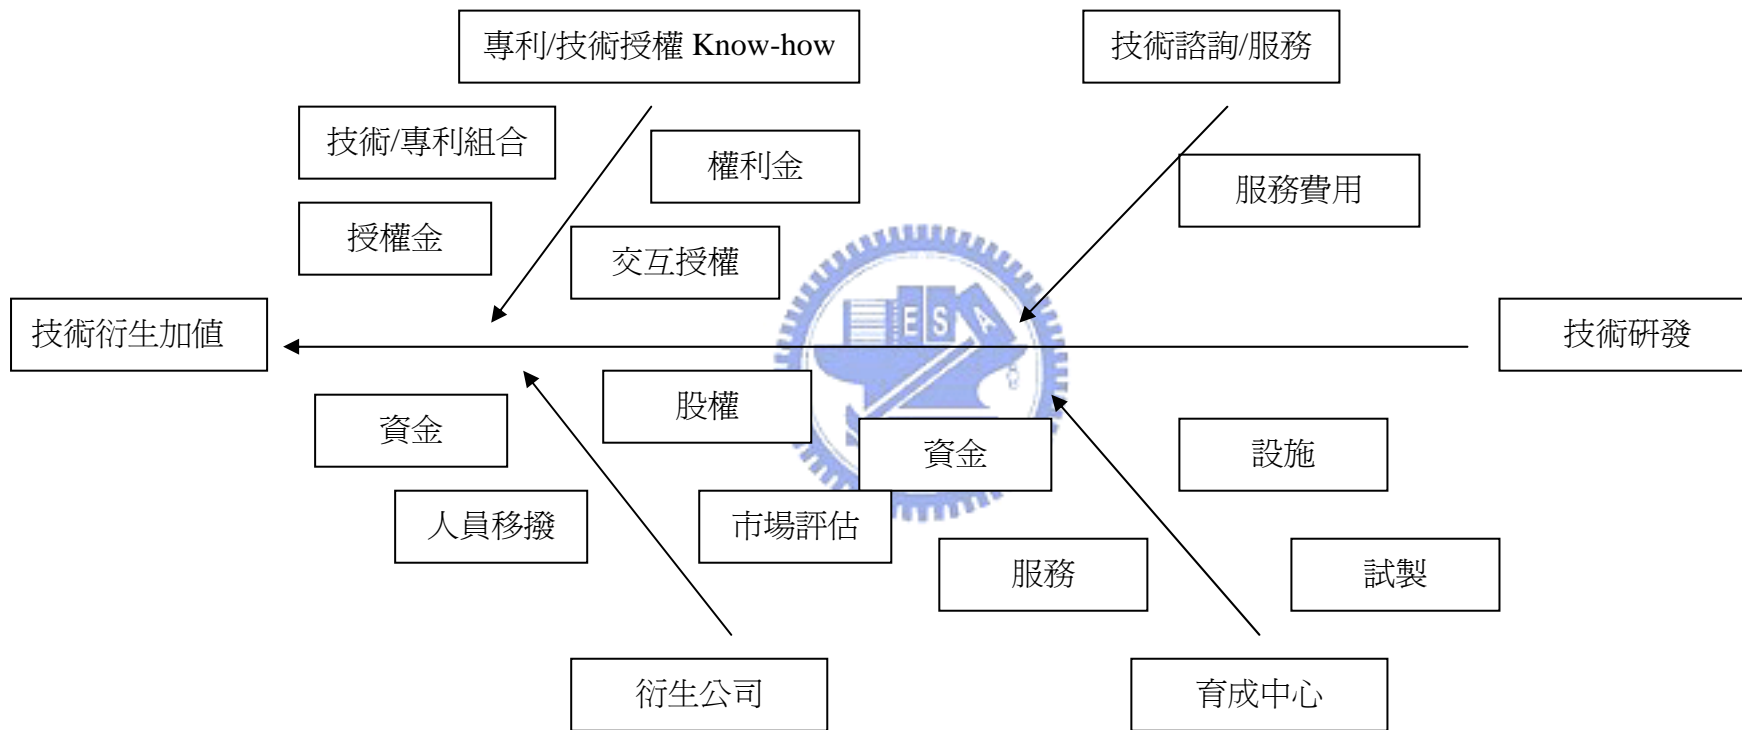 專利/技術授權 Know-how
技術諮詢/服務
技術/專利組合
權利金
服務費用
授權金
交互授權
ESA
技術衍生加值
技術研發
股權
資金
資金
設施
人員移撥
市場評估
服務
試製
衍生公司
育成中心